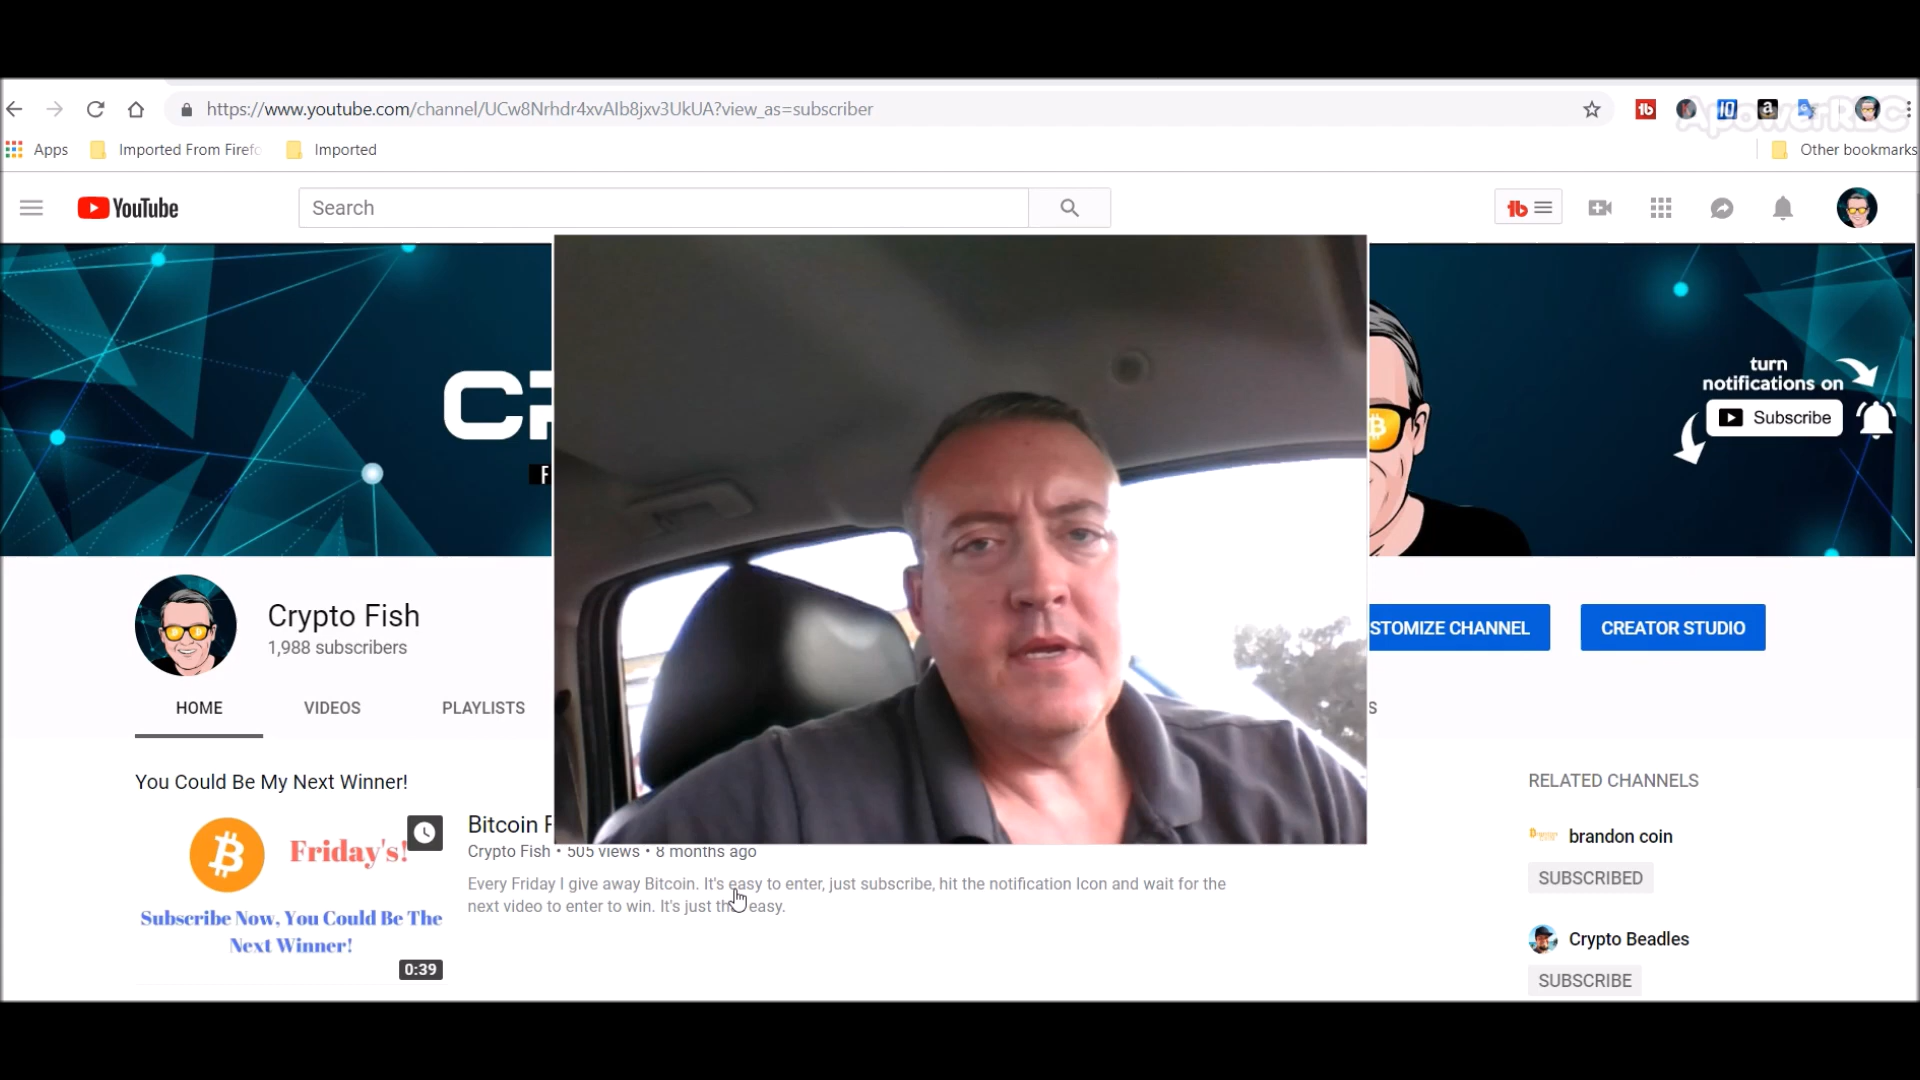 https://www.youtube.com/channel/UCw8Nrhdr4xvAIb8jxv3UkUA?view_as=subscriber
ApowerREC
Apps
Imported From Firefo
Imported
Other bookmarks
YouTube
Search
CR
F
turn
notifications on
Subscribe
Crypto Fish
1,988 subscribers
STOMIZE CHANNEL
CREATOR STUDIO
HOME
VIDEOS
PLAYLISTS
S
You Could Be My Next Winner!
RELATED CHANNELS
Friday's!
Subscribe Now, You Could Be The
Next Winner!
0:39
Bitcoin F
Crypto Fish • 505 views • 8 months ago
Every Friday I give away Bitcoin. It's easy to enter, just subscribe, hit the notification Icon and wait for the
next video to enter to win. It's just easy.
brandon coin
SUBSCRIBED
Crypto Beadles
SUBSCRIBE